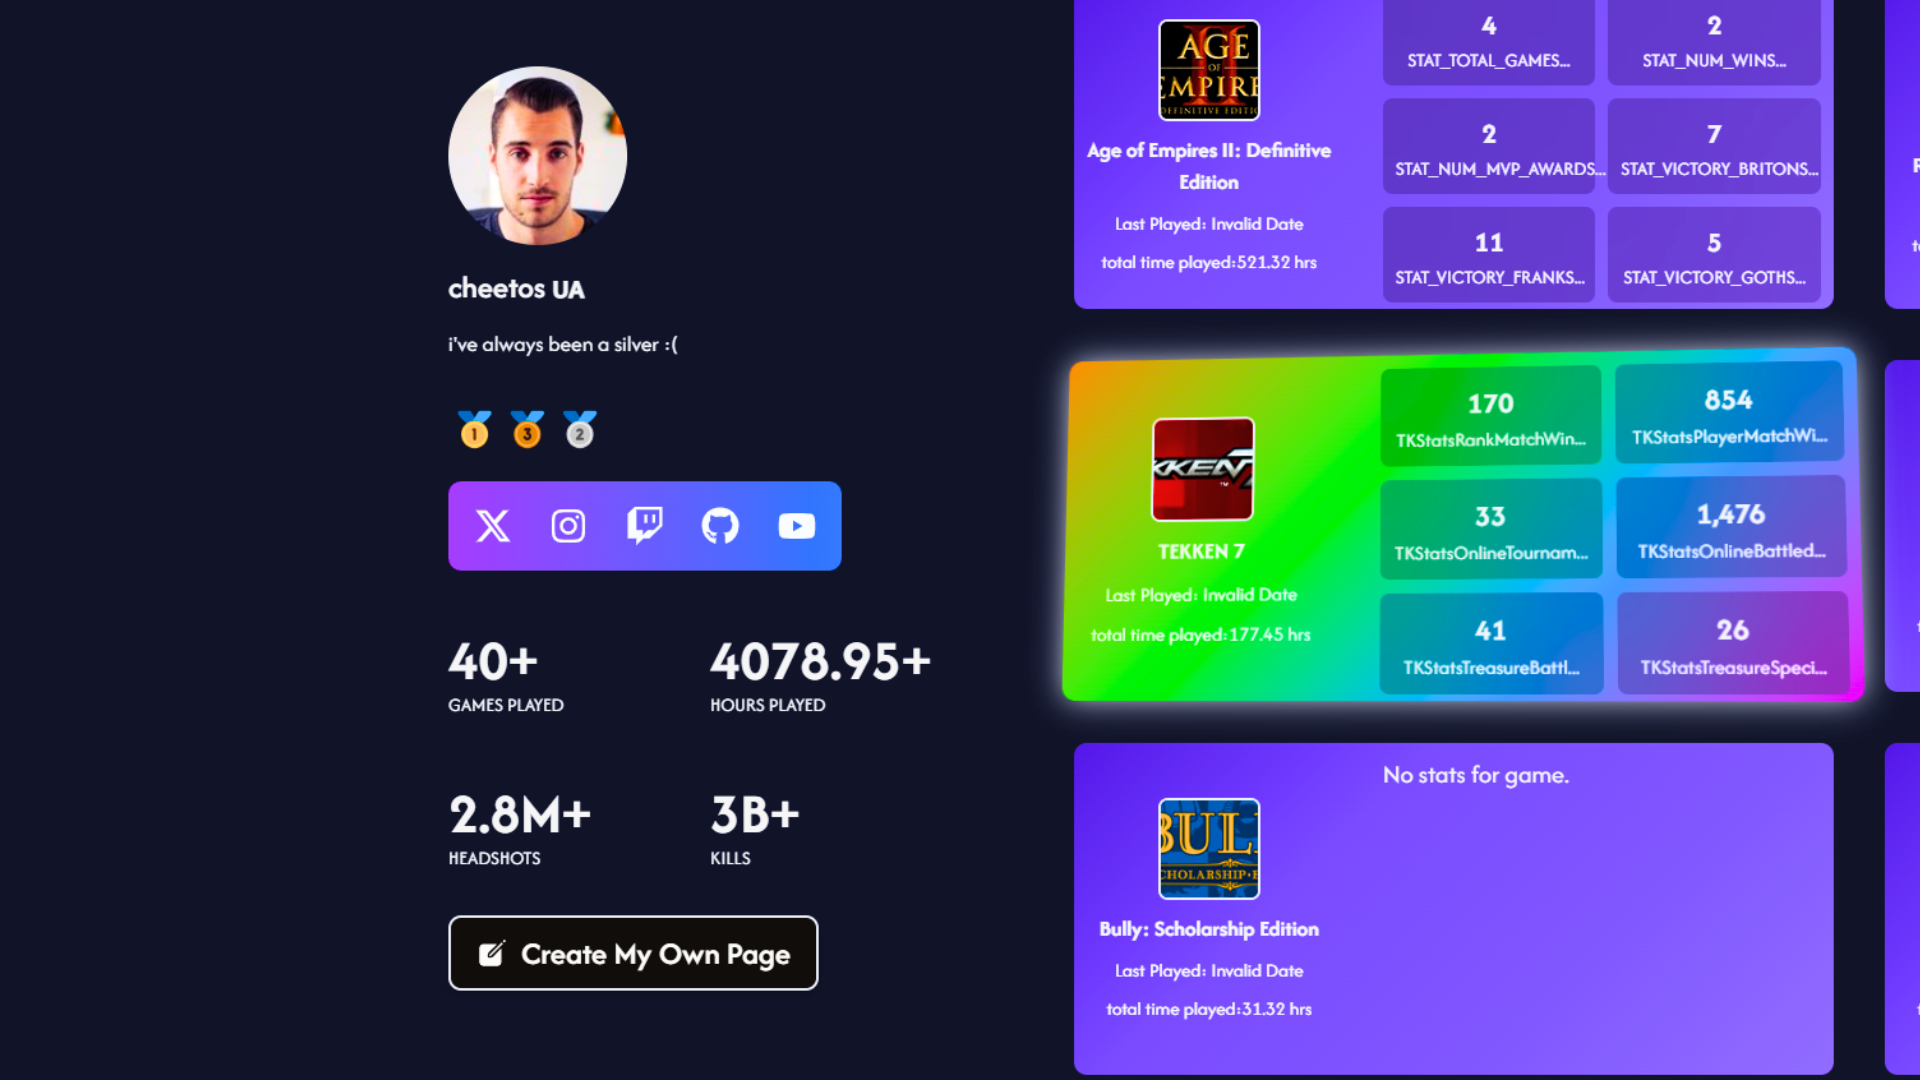 cheetos UA
i've always been a silver :(
1 3 2
40+
GAMES PLAYED
4078.95+
HOURS PLAYED
2.8M+
HEADSHOTS
3B+
KILLS
Create My Own Page
AGE
OF
EMPIRE
DEFINITIVE EDITIO
Age of Empires II: Definitive
Edition
Last Played: Invalid Date
total time played:521.32 hrs
4
STAT_TOTAL_GAMES...
2
STAT_NUM_WINS...
2
STAT_NUM_MVP_AWARDS...
7
STAT_VICTORY_BRITONS...
11
STAT_VICTORY_FRANKS...
5
STAT_VICTORY_GOTHS...
KKEN 7
TEKKEN 7
Last Played: Invalid Date
total time played:177.45 hrs
170
TKStatsRankMatchWin...
854
TKStatsPlayerMatchWi...
33
TKStatsOnlineTournam...
1,476
TKStatsOnlineBattled...
41
TKStatsTreasureBattl...
26
TKStatsTreasureSpeci...
BUL
CHOLARSHIP·E
Bully: Scholarship Edition
Last Played: Invalid Date
total time played:31.32 hrs
No stats for game.